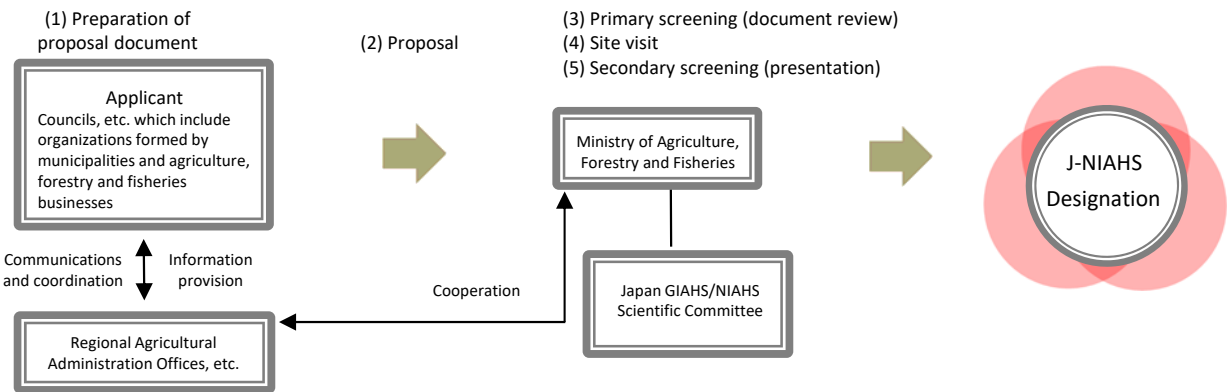 (1) Preparation of
proposal document
(2) Proposal
(3) Primary screening (document review)
(4) Site visit
(5) Secondary screening (presentation)
Applicant
Councils, etc. which include
organizations formed by
municipalities and agriculture,
forestry and fisheries
businesses
Ministry of Agriculture,
Forestry and Fisheries
J-NIAHS
Designation
Communications
and coordination
Information
provision
Cooperation
Japan GIAHS/NIAHS
Scientific Committee
Regional Agricultural
Administration Offices, etc.